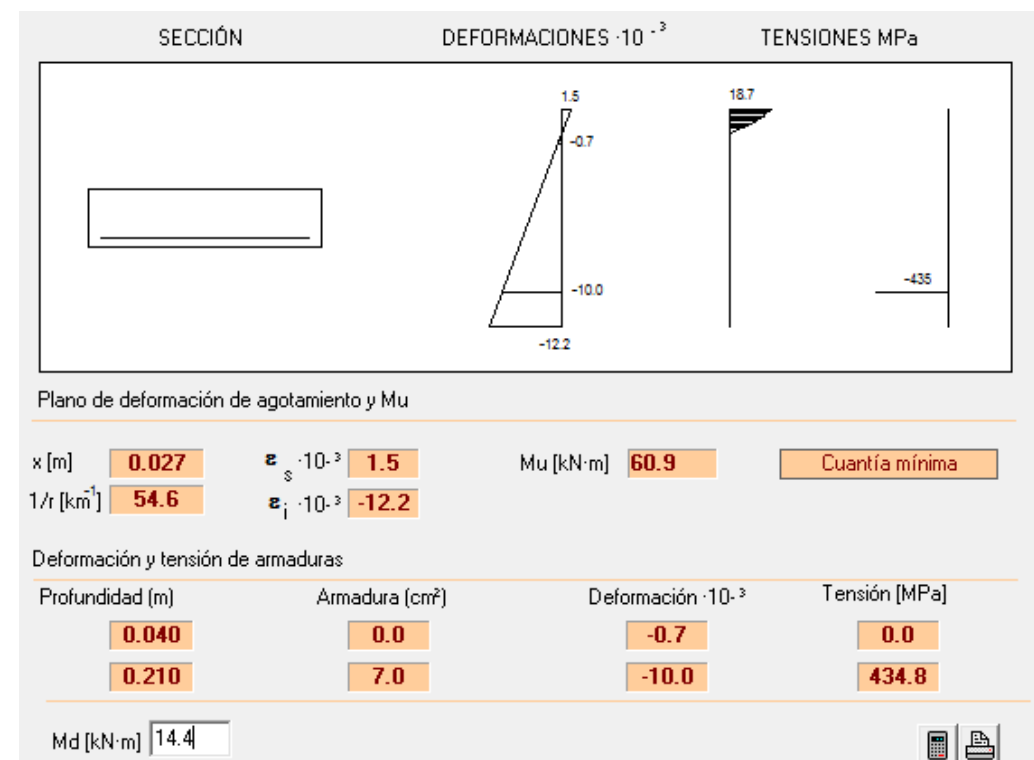 SECCIÓN DEFORMACIONES ·10 -3 TENSIONES MPa
1.5 18.7
-0.7
-10.0 -435
-12.2
Plano de deformación de agotamiento y Mu
x [m] 0.027 ε s ·10-3 1.5 Mu [kN·m] 60.9 Cuantía mínima
1/r [km-1] 54.6 ε i ·10-3 -12.2
Deformación y tensión de armaduras
Profundidad (m) Armadura (cm²) Deformación ·10-3 Tensión [MPa]
0.040 0.0 -0.7 0.0
0.210 7.0 -10.0 434.8
Md [kN·m] 14.4